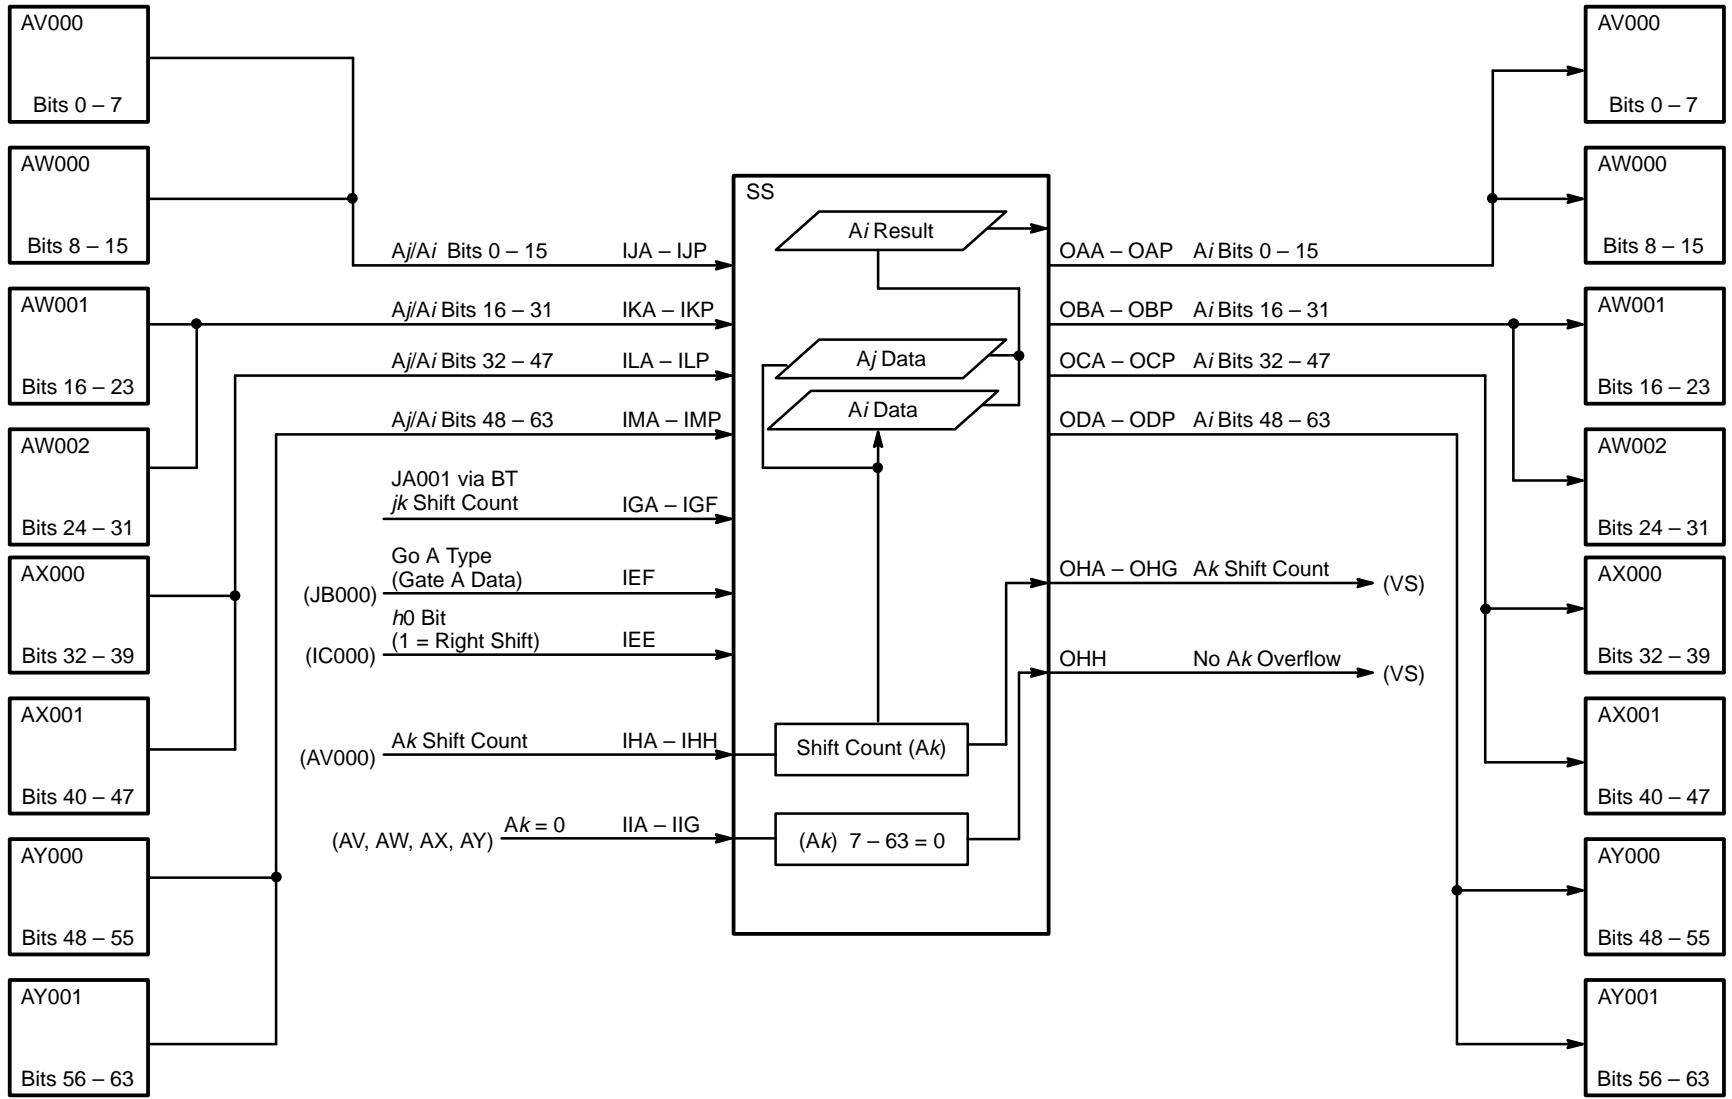 AV000
Bits 0 – 7
AW000
Bits 8 – 15
AW001
Bits 16 – 23
AW002
Bits 24 – 31
AX000
Bits 32 – 39
AX001
Bits 40 – 47
AY000
Bits 48 – 55
AY001
Bits 56 – 63
Aj/Ai Bits 0 – 15 IJA – IJP
Aj/Ai Bits 16 – 31 IKA – IKP
Aj/Ai Bits 32 – 47 ILA – ILP
Aj/Ai Bits 48 – 63 IMA – IMP
JA001 via BT
jk Shift Count IGA – IGF
Go A Type
(Gate A Data) IEF
(JB000)
h0 Bit
(1 = Right Shift) IEE
(IC000)
Ak Shift Count IHA – IHH
(AV000)
Ak = 0 IIA – IIG
(AV, AW, AX, AY)
SS
Ai Result
Aj Data
Ai Data
Shift Count (Ak)
(Ak) 7 – 63 = 0
OAA – OAP Ai Bits 0 – 15
OBA – OBP Ai Bits 16 – 31
OCA – OCP Ai Bits 32 – 47
ODA – ODP Ai Bits 48 – 63
OHA – OHG Ak Shift Count (VS)
OHH No Ak Overflow (VS)
AV000
Bits 0 – 7
AW000
Bits 8 – 15
AW001
Bits 16 – 23
AW002
Bits 24 – 31
AX000
Bits 32 – 39
AX001
Bits 40 – 47
AY000
Bits 48 – 55
AY001
Bits 56 – 63